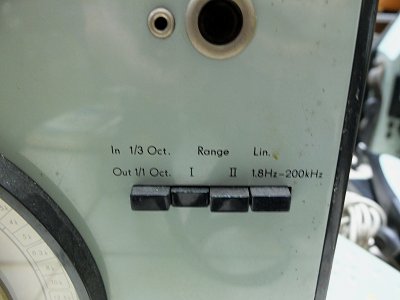 In 1/3 Oct. Range Lin.
Out 1/1 Oct. I II 1.8Hz-200kHz